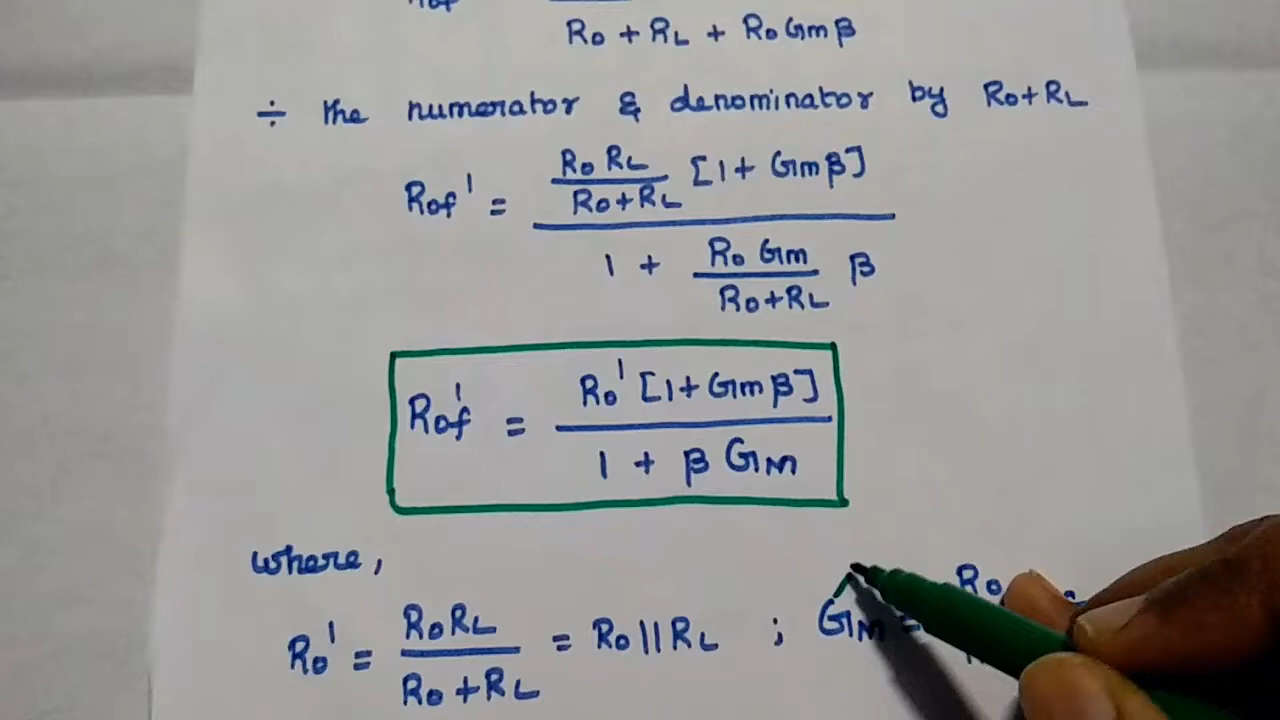 Ro + RL + RoGmβ
÷ the numerator & denominator by Ro+RL
Rof' = RoRL/Ro+RL [1 + Gmβ] / 1 + RoGm/Ro+RL β
Rof' = Ro' [1+Gmβ] / 1 + β GM
where,
Ro' = RoRL/Ro+RL = Ro||RL ; GM = Ro